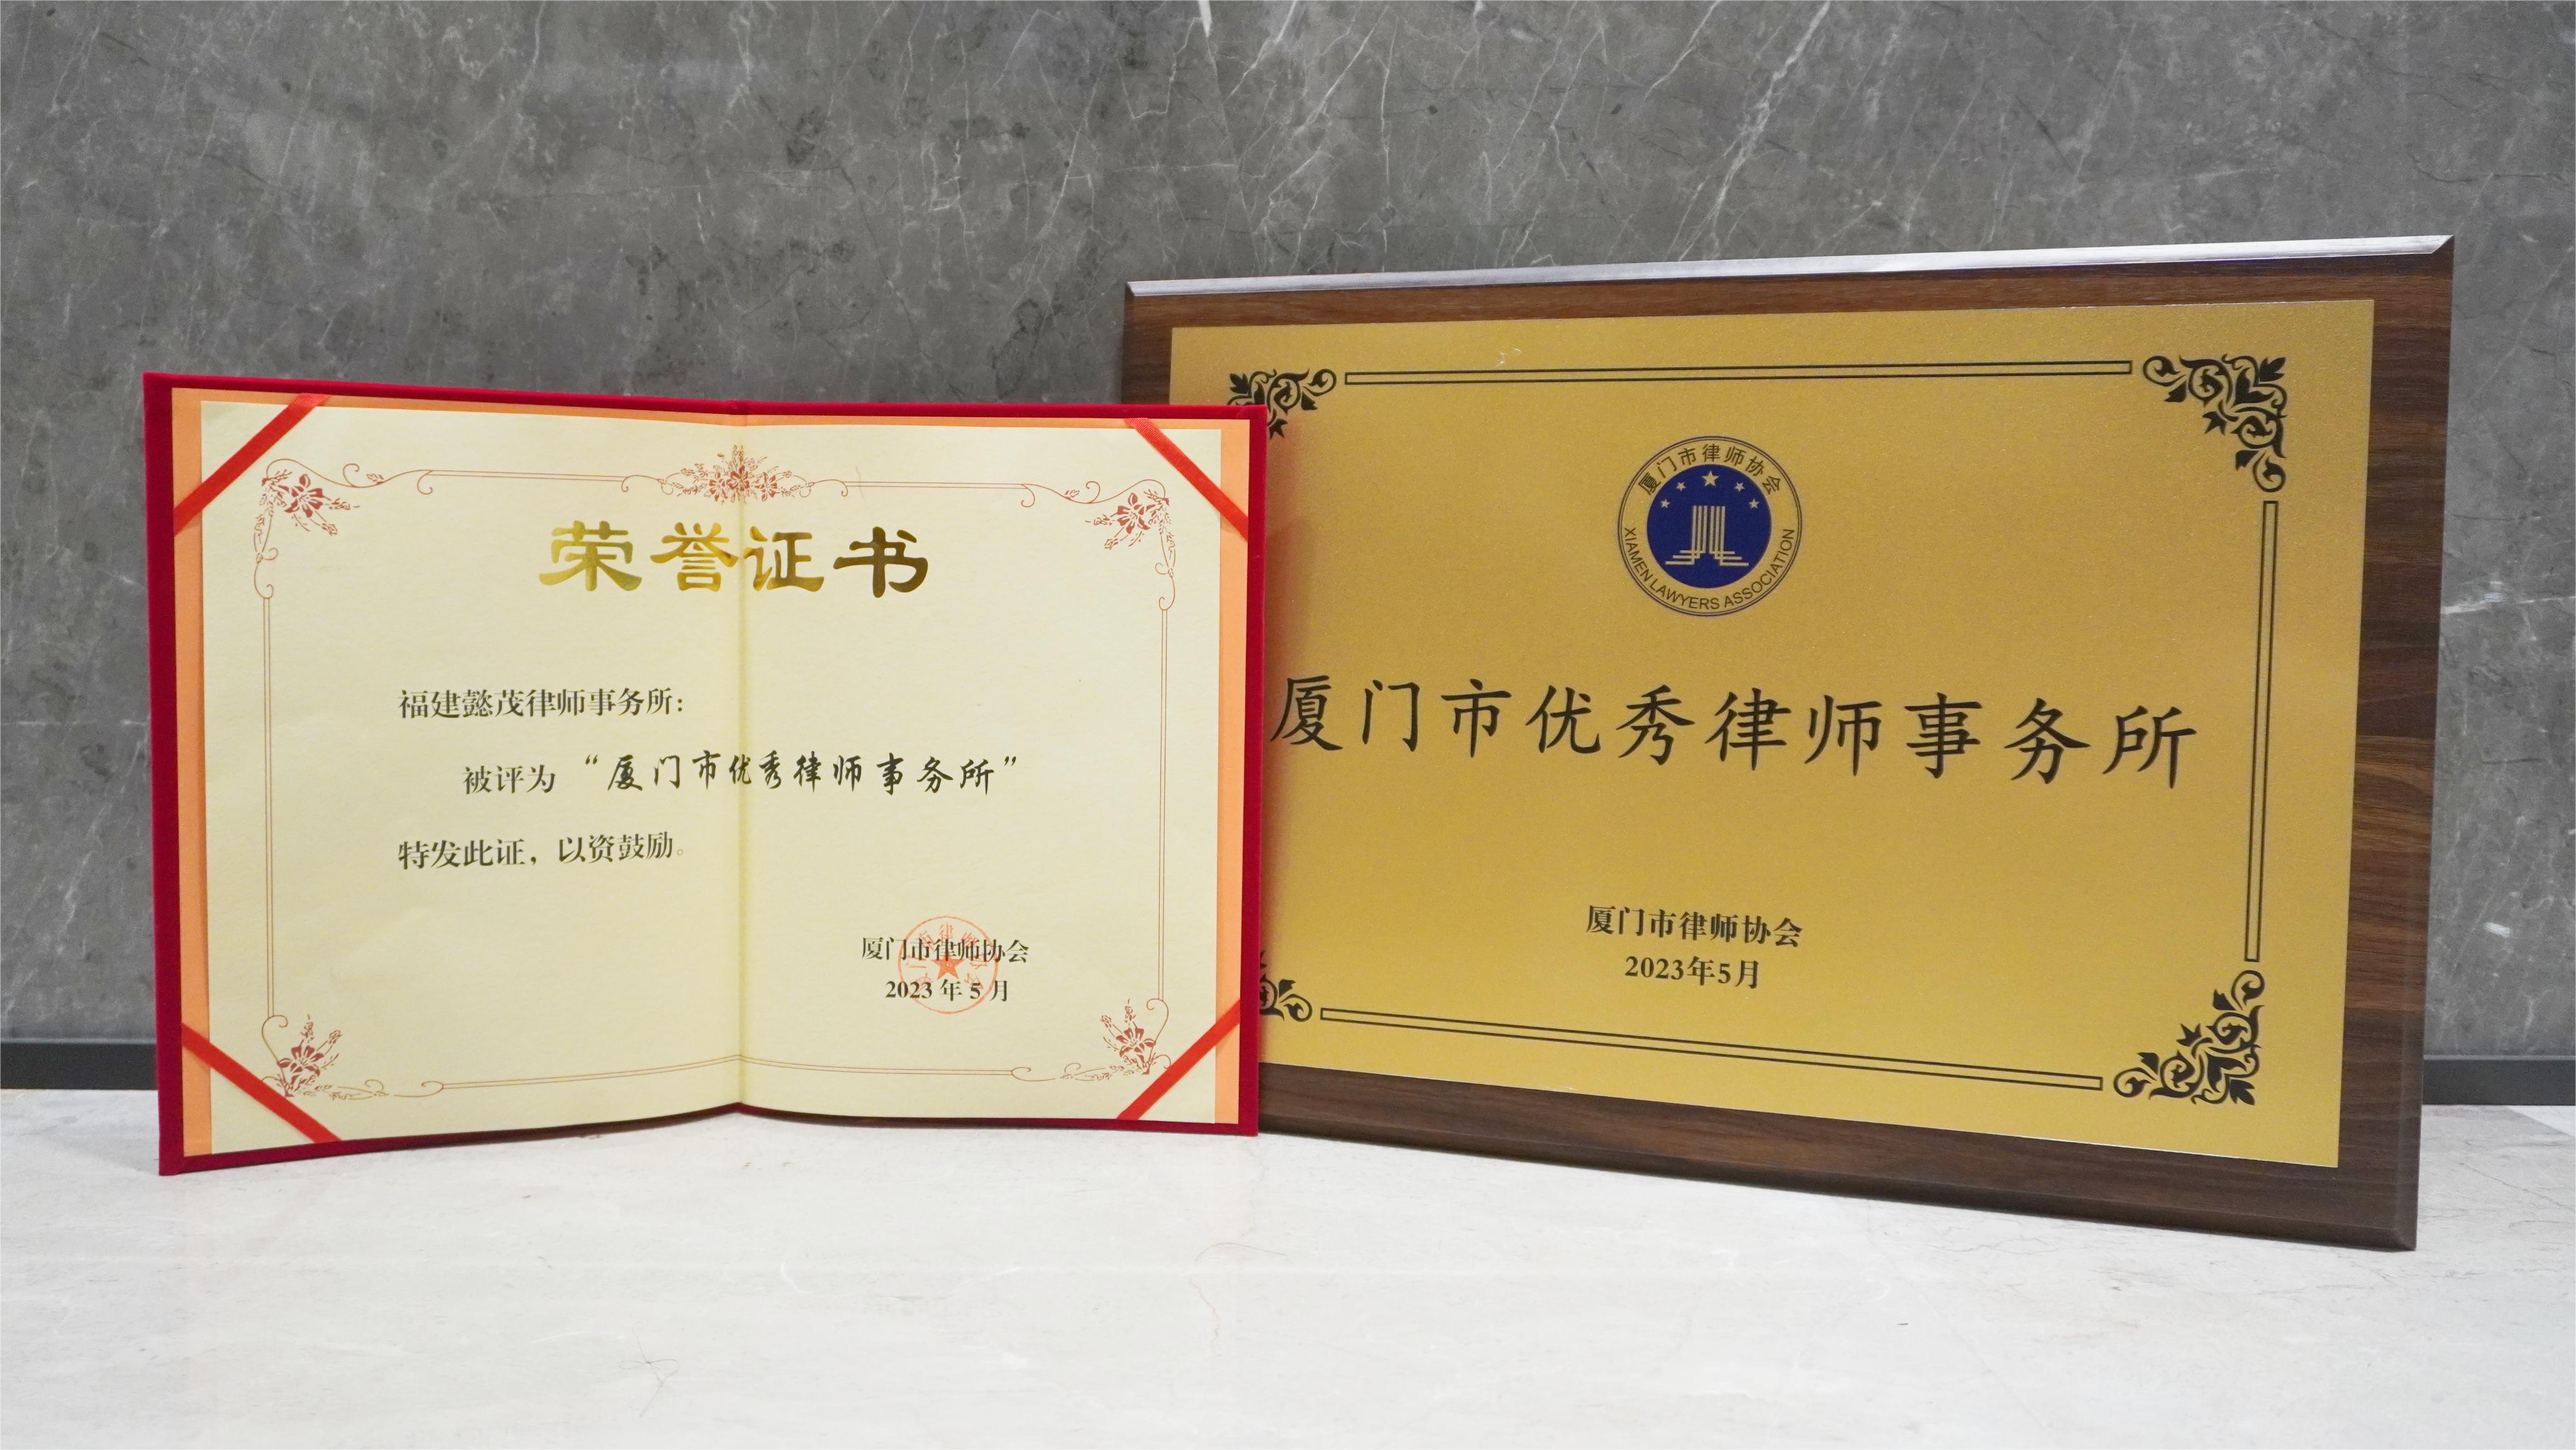 荣誉证书
福建懿茂律师事务所：
被评为“厦门市优秀律师事务所”
特发此证，以资鼓励。
厦门市律师协会
2023年5月
厦门市律师协会
XIAMEN LAWYERS ASSOCIATION
厦门市优秀律师事务所
厦门市律师协会
2023年5月